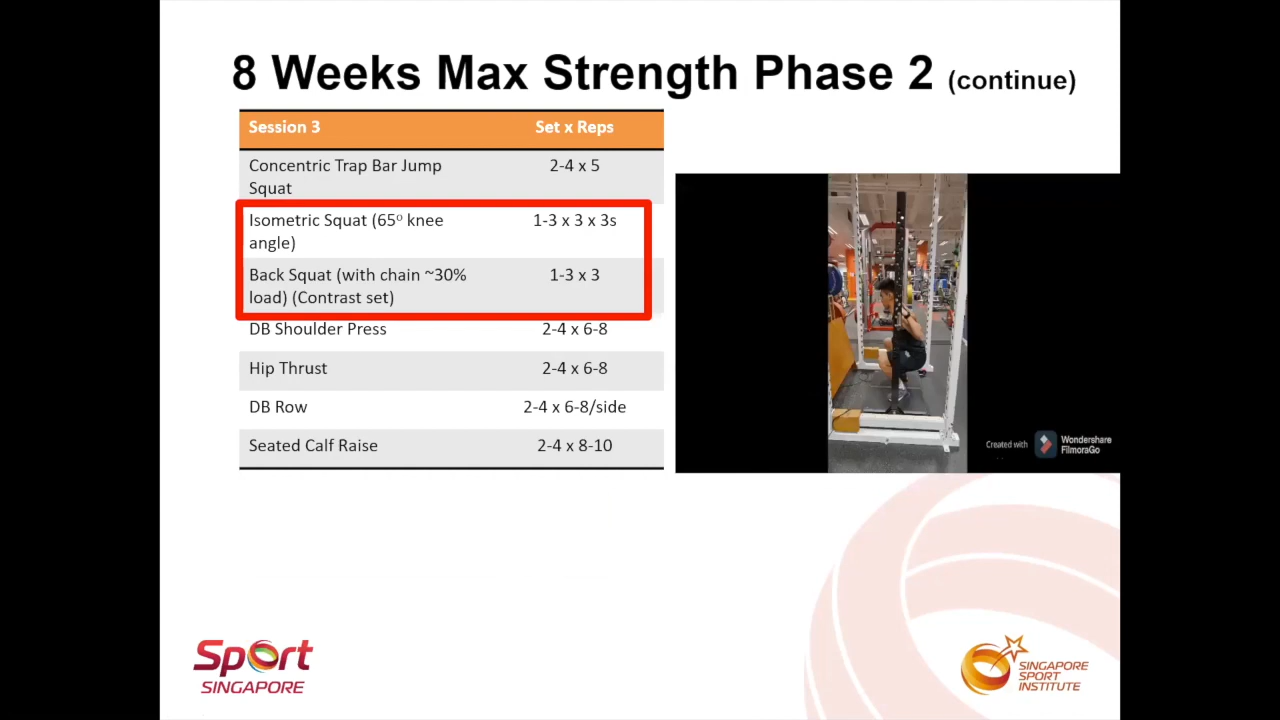 8 Weeks Max Strength Phase 2 (continue)
Session 3 Set x Reps
Concentric Trap Bar Jump Squat 2-4 x 5
Isometric Squat (65º knee angle) 1-3 x 3 x 3s
Back Squat (with chain ~30% load) (Contrast set) 1-3 x 3
DB Shoulder Press 2-4 x 6-8
Hip Thrust 2-4 x 6-8
DB Row 2-4 x 6-8/side
Seated Calf Raise 2-4 x 8-10
Created with Wondershare FilmoraGo
Sport SINGAPORE
SINGAPORE SPORT INSTITUTE